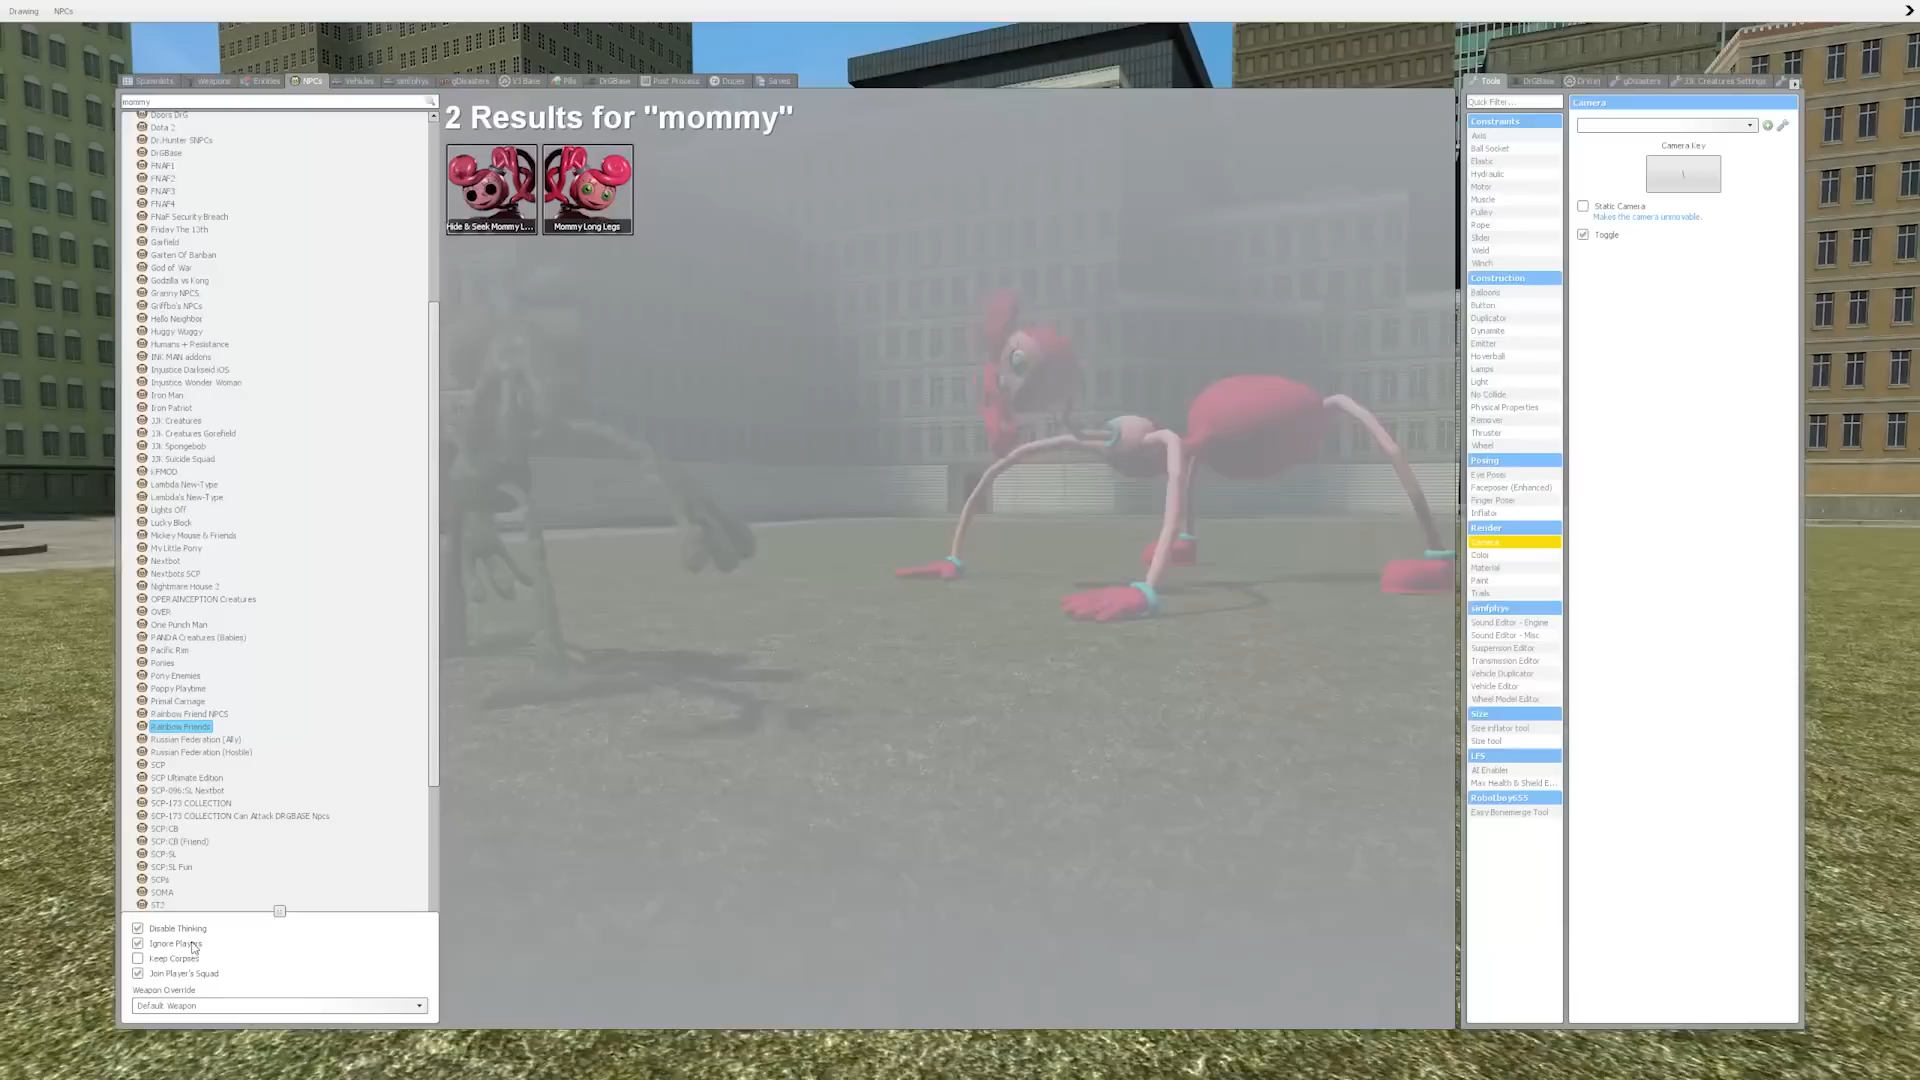 Drawing NPCs
Spawnlists Weapons Entities NPCs Vehicles simfphys gDisasters VJ Base Pills DrGBase Post Process Dupes Saves
mommy
Doors DrG
Dota 2
Dr.Hunter SNPCs
DrGBase
FNAF1
FNAF2
FNAF3
FNAF4
FNaF Security Breach
Friday The 13th
Garfield
Garten Of Banban
God of War
Godzilla vs Kong
Granny NPCS
Griffbo's NPCs
Hello Neighbor
Huggy Wuggy
Humans + Resistance
INK MAN addons
Injustice Darkseid iOS
Injustice Wonder Woman
Iron Man
Iron Patriot
JJK Creatures
JJK Creatures Gorefield
JJK Spongebob
JJK Suicide Squad
KFMOD
Lambda New-Type
Lambda's New-Type
Lights Off
Lucky Block
Mickey Mouse & Friends
My Little Pony
Nextbot
Nextbots SCP
Nightmare House 2
OPERAINCEPTION Creatures
OVER
One Punch Man
PANDA Creatures (Babies)
Pacific Rim
Ponies
Pony Enemies
Poppy Playtime
Primal Carnage
Rainbow Friend NPCS
Rainbow Friends
Russian Federation (Ally)
Russian Federation (Hostile)
SCP
SCP Ultimate Edition
SCP-096:SL Nextbot
SCP-173 COLLECTION
SCP-173 COLLECTION Can Attack DRGBASE Npcs
SCP:CB
SCP:CB (Friend)
SCP:SL
SCP:SL Fun
SCPs
SOMA
Disable Thinking
Ignore Players
Keep Corpses
Join Player's Squad
Weapon Override
Default Weapon
2 Results for "mommy"
Hide & Seek Mommy L... Mommy Long Legs
Tools DrGBase Drivin gDisasters JJK Creatures Settings
Quick Filter...
Constraints
Axis
Ball Socket
Elastic
Hydraulic
Motor
Muscle
Pulley
Rope
Slider
Weld
Winch
Construction
Balloons
Button
Duplicator
Dynamite
Emitter
Hoverball
Lamps
Light
No Collide
Physical Properties
Remover
Thruster
Wheel
Posing
Eye Poser
Faceposer (Enhanced)
Finger Poser
Inflator
Render
Camera
Color
Material
Paint
Trails
simfphys
Sound Editor - Engine
Sound Editor - Misc
Suspension Editor
Transmission Editor
Vehicle Duplicator
Vehicle Editor
Wheel Model Editor
Size
Size inflator tool
Size tool
LFS
AI Enabler
Max Health & Shield E...
Robotboy655
Easy Bonemerge Tool
Camera
Camera Key
\
Static Camera
Makes the camera unmovable.
Toggle